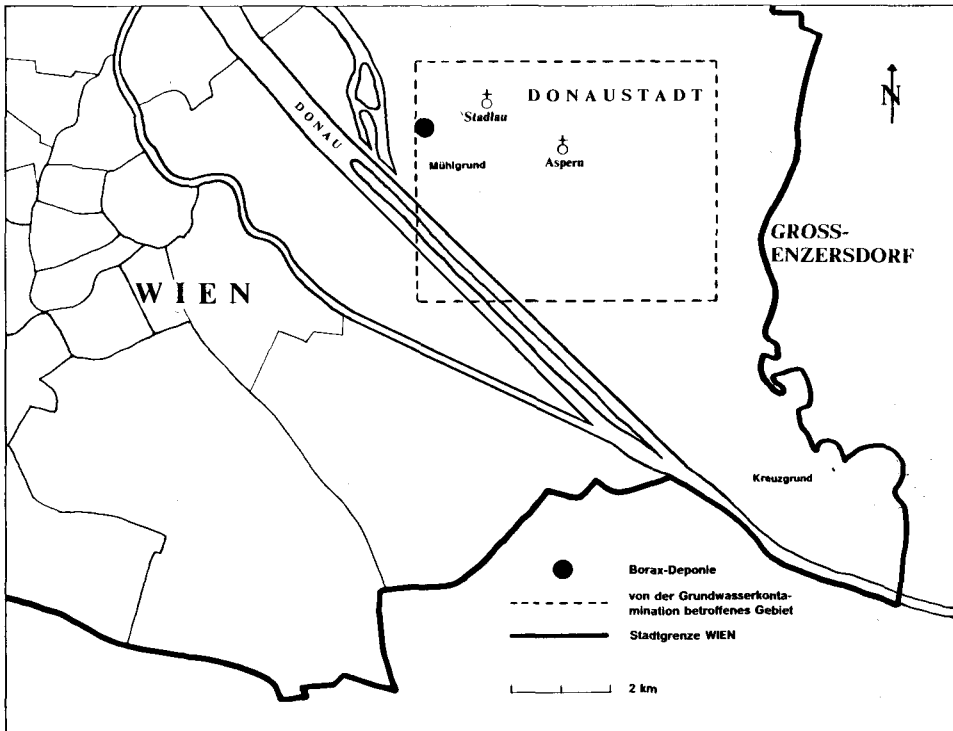 DONAUSTADT
N
Stadlau
DONAU
Mühlgrund
Aspern
GROSS-
ENZERSDORF
WIEN
Kreuzgrund
Borax-Deponie
von der Grundwasserkonta-
mination betroffenes Gebiet
Stadtgrenze WIEN
2 km